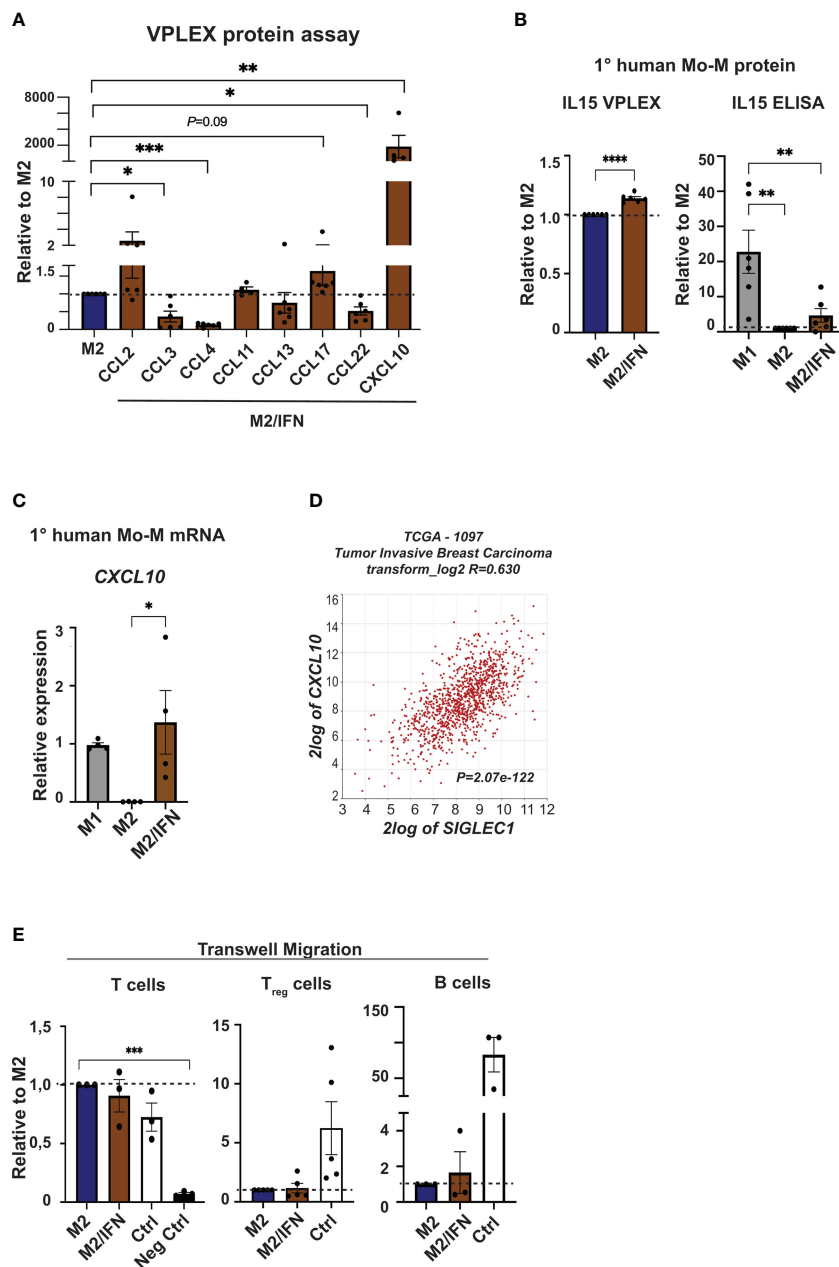 A
VPLEX protein assay
**
*
P=0.09
***
*
Relative to M2
8000
2000
10
2
1.5
0
M2
CCL2
CCL3
CCL4
CCL11
CCL13
CCL17
CCL22
CXCL10
M2/IFN
B
1° human Mo-M protein
IL15 VPLEX
****
Relative to M2
1.5
1.0
0.5
0.0
M2
M2/IFN
IL15 ELISA
**
**
Relative to M2
50
40
30
20
10
0
M1
M2
M2/IFN
C
1° human Mo-M mRNA
CXCL10
*
Relative expression
3
2
1
0
M1
M2
M2/IFN
D
TCGA - 1097
Tumor Invasive Breast Carcinoma
transform_log2 R=0.630
2log of CXCL10
16
14
12
10
8
6
4
2
P=2.07e-122
3 4 5 6 7 8 9 10 11 12
2log of SIGLEC1
E
Transwell Migration
T cells
***
Relative to M2
1,5
1,0
0,5
M2
M2/IFN
Ctrl
Neg Ctrl
Treg cells
15
10
5
0
M2
M2/IFN
Ctrl
B cells
150
50
4
2
0
M2
M2/IFN
Ctrl